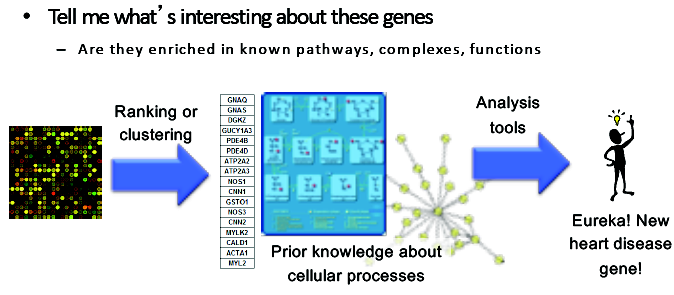 • Tell me what's interesting about these genes
– Are they enriched in known pathways, complexes, functions
Ranking or
clustering
GNAQ
GNAS
DGKZ
GUCY1A3
PDE4B
PDE4D
ATP2A2
ATP2A3
NOS1
CNN1
GSTO1
NOS3
CNN2
MYLK2
CALD1
ACTA1
MYL2
Prior knowledge about
cellular processes
Analysis
tools
Eureka! New
heart disease
gene!